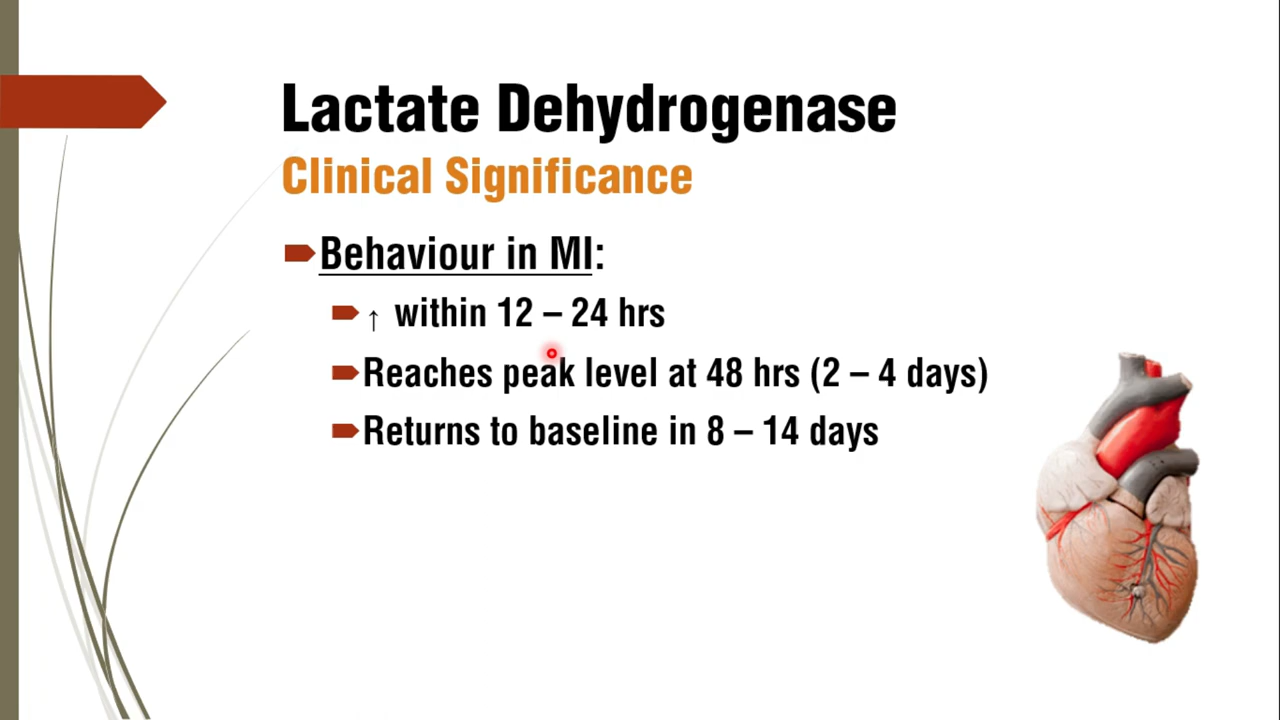 Lactate Dehydrogenase
Clinical Significance
Behaviour in MI:
↑ within 12 – 24 hrs
Reaches peak level at 48 hrs (2 – 4 days)
Returns to baseline in 8 – 14 days